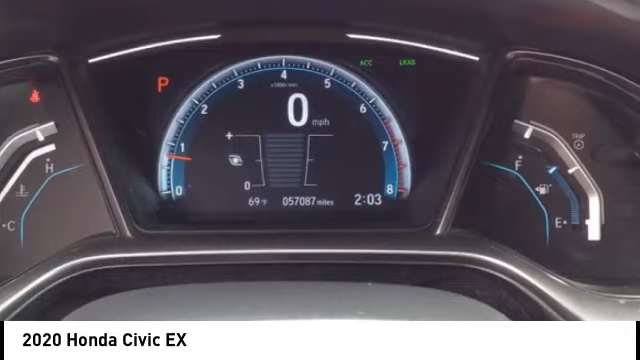 ACC LKAS
P
0 1 2 3 4 5 6 7 8
x1000r/min
0 mph
+
0
69°F 057087 miles 2:03
H
C
TRIP
F
E
2020 Honda Civic EX